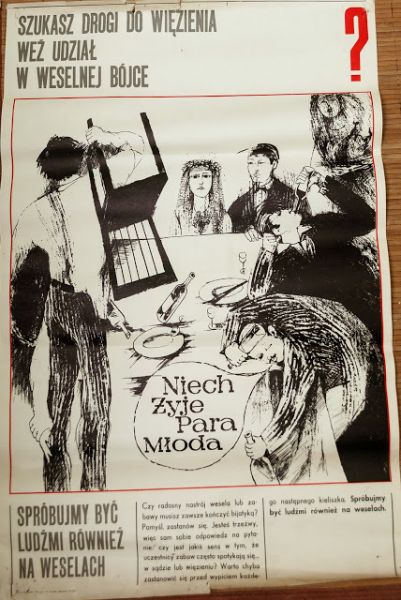 SZUKASZ DROGI DO WIĘZIENIA
WEŹ UDZIAŁ
W WESELNEJ BÓJCE
?
Niech
Żyje
Para
Młoda
SPRÓBUJMY BYĆ
LUDŹMI RÓWNIEŻ
NA WESELACH
Czy radosny nastrój wesela lub za-
bawy musisz zawsze kończyć bijatyką?
Pomyśl, zastanów się. Jesteś trzeźwy,
więc sam sobie odpowiedz na pyta-
nie: czy jest jakiś sens w tym, że
uczestnicy zabaw często spotykają się...
w sądzie lub więzieniu? Warto chyba
zastanowić się przed wypiciem każde-
go następnego kieliszka. Spróbujmy
być ludźmi również na weselach.